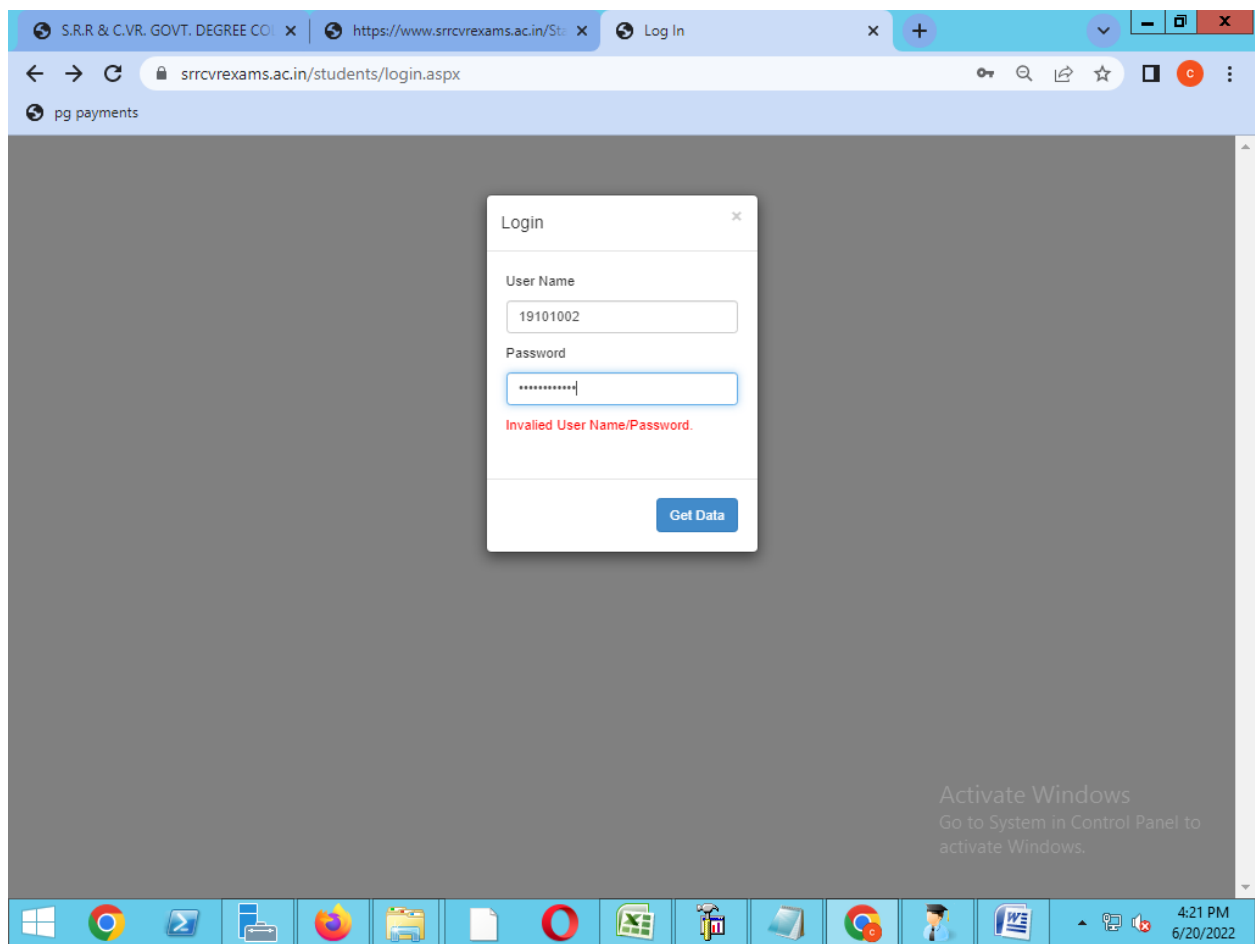 S.R.R & C.VR. GOVT. DEGREE COL
https://www.srrcvrexams.ac.in/Sta
Log In
srrcvrexams.ac.in/students/login.aspx
C
pg payments
Login
User Name
19101002
Password
••••••••••••
Invalied User Name/Password.
Get Data
Activate Windows
Go to System in Control Panel to
activate Windows.
4:21 PM
6/20/2022